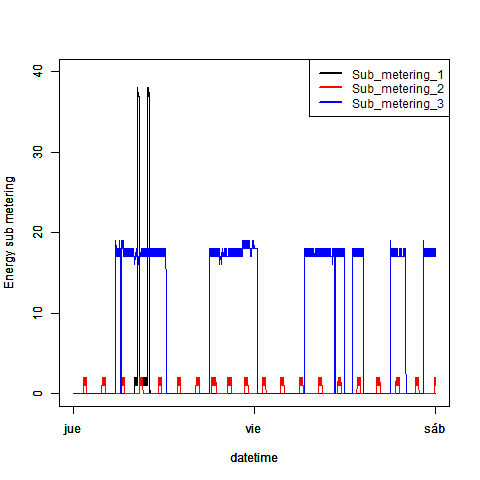 Sub_metering_1
Sub_metering_2
Sub_metering_3
Energy sub metering
40
30
20
10
0
jue vie sáb
datetime